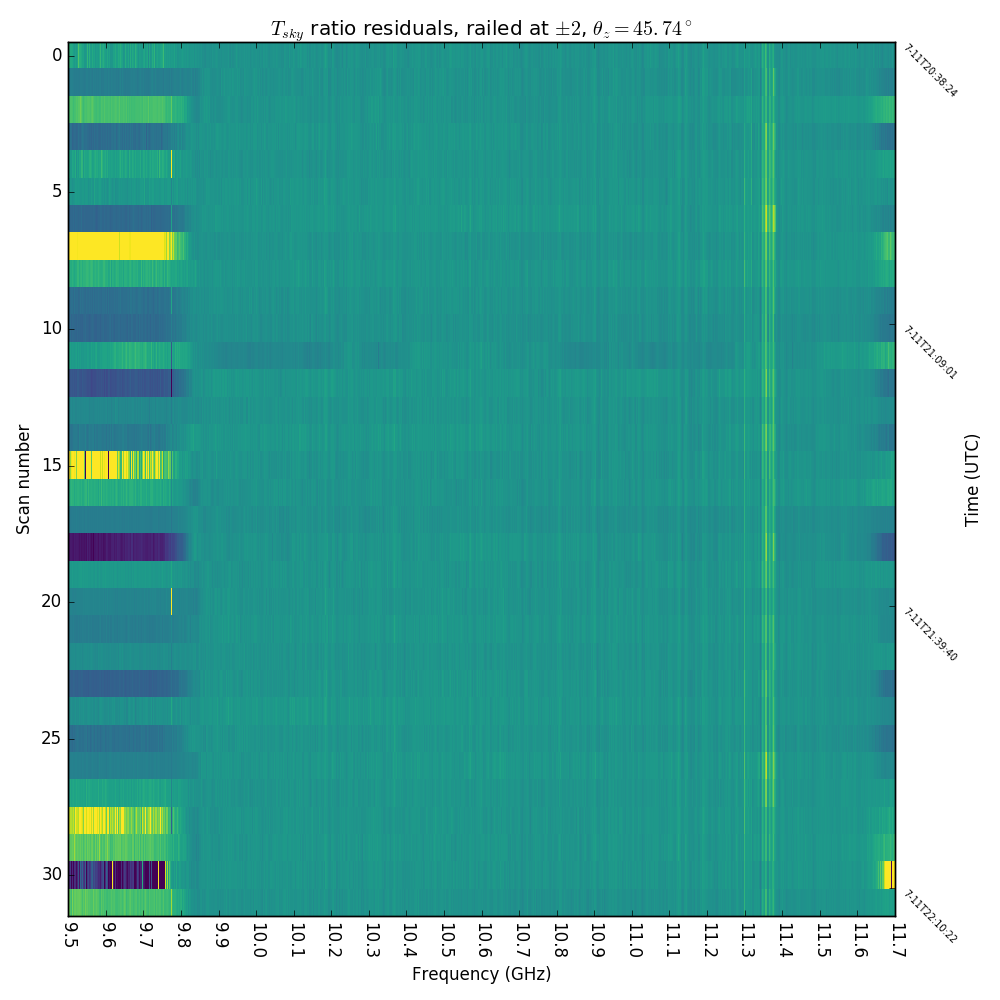 T_sky ratio residuals, railed at ±2, θ_z = 45.74°
0
5
10
15
20
25
30
Scan number
9.5 9.6 9.7 9.8 9.9 10.0 10.1 10.2 10.3 10.4 10.5 10.6 10.7 10.8 10.9 11.0 11.1 11.2 11.3 11.4 11.5 11.6 11.7
Frequency (GHz)
7-11T20:38:24
7-11T21:09:01
7-11T21:39:40
7-11T22:10:22
Time (UTC)